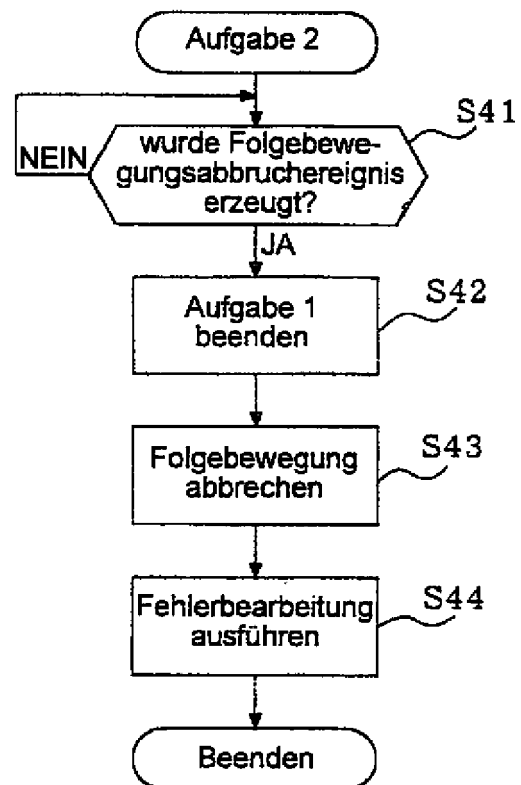 Aufgabe 2
S41
wurde Folgebewe-
gungsabbruchereignis
erzeugt?
NEIN
JA
S42
Aufgabe 1
beenden
S43
Folgebewegung
abbrechen
S44
Fehlerbearbeitung
ausführen
Beenden